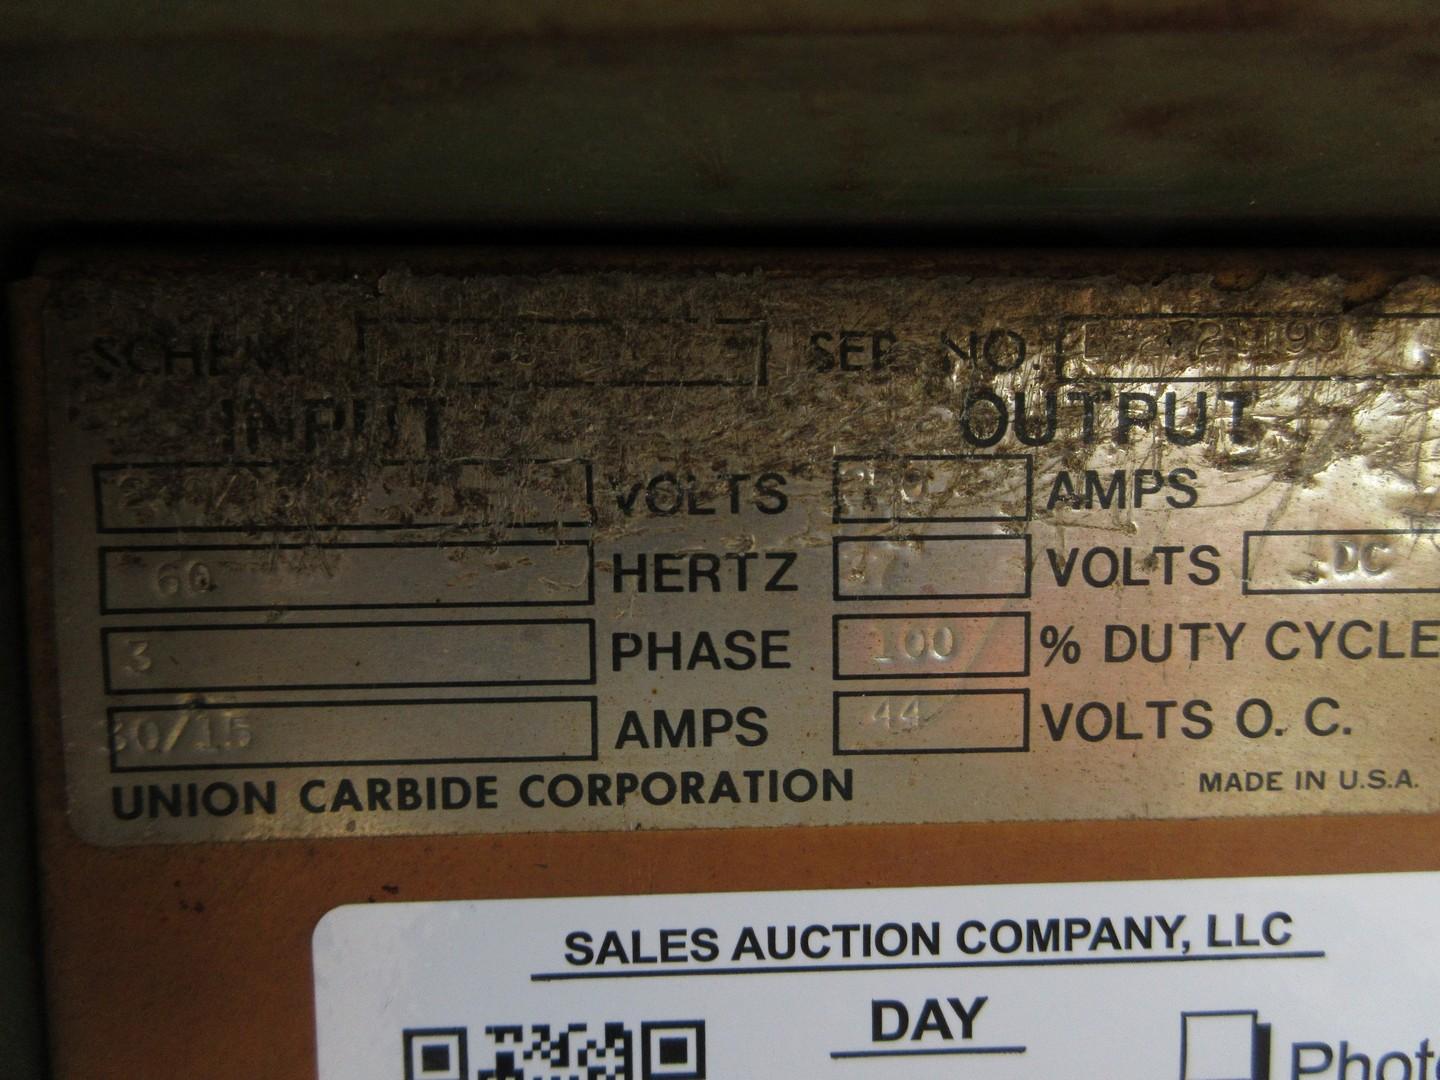 SER NO.
INPUT OUTPUT
VOLTS AMPS
60 HERTZ VOLTS DC
3 PHASE 100 % DUTY CYCLE
30/15 AMPS 44 VOLTS O. C.
UNION CARBIDE CORPORATION MADE IN U.S.A.
SALES AUCTION COMPANY, LLC
DAY